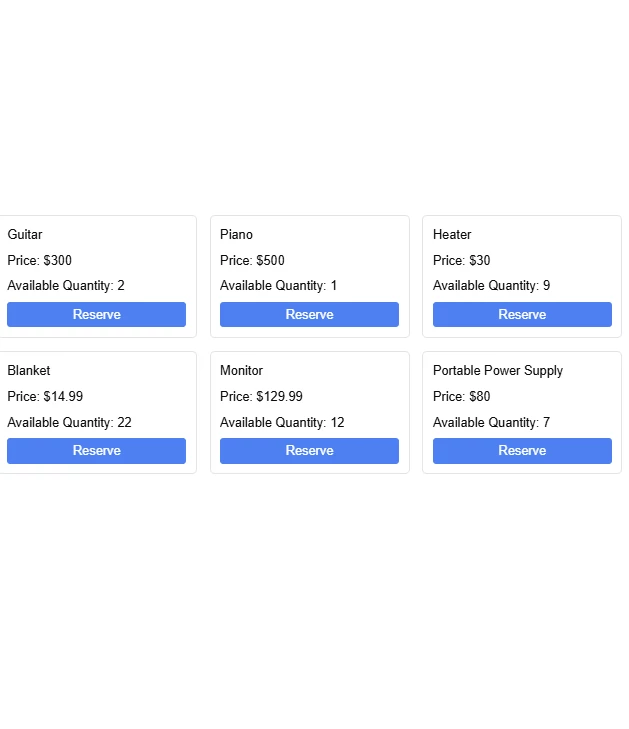 Guitar
Price: $300
Available Quantity: 2
Reserve
Piano
Price: $500
Available Quantity: 1
Reserve
Heater
Price: $30
Available Quantity: 9
Reserve
Blanket
Price: $14.99
Available Quantity: 22
Reserve
Monitor
Price: $129.99
Available Quantity: 12
Reserve
Portable Power Supply
Price: $80
Available Quantity: 7
Reserve